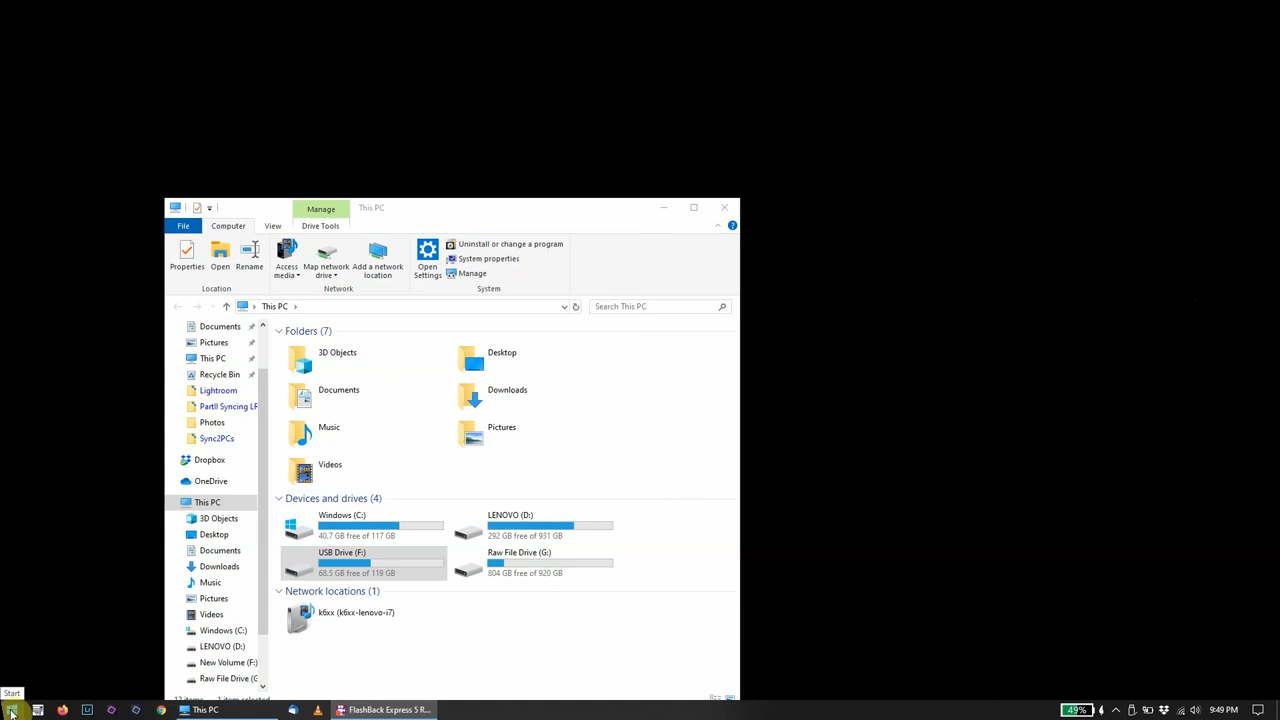 Manage
This PC
File
Computer
View
Drive Tools
Properties
Open
Rename
Access media
Map network drive
Add a network location
Open Settings
Uninstall or change a program
System properties
Manage
Location
Network
System
This PC
Search This PC
Documents
Pictures
This PC
Recycle Bin
Lightroom
PartII Syncing LR
Photos
Sync2PCs
Dropbox
OneDrive
This PC
3D Objects
Desktop
Documents
Downloads
Music
Pictures
Videos
Windows (C:)
LENOVO (D:)
New Volume (F:)
Raw File Drive (G
Folders (7)
3D Objects
Desktop
Documents
Downloads
Music
Pictures
Videos
Devices and drives (4)
Windows (C:)
40.7 GB free of 117 GB
LENOVO (D:)
292 GB free of 931 GB
USB Drive (F:)
68.5 GB free of 119 GB
Raw File Drive (G:)
804 GB free of 920 GB
Network locations (1)
k6xx (k6xx-lenovo-i7)
12 items
1 item selected
Start
This PC
FlashBack Express 5 R...
49%
9:49 PM